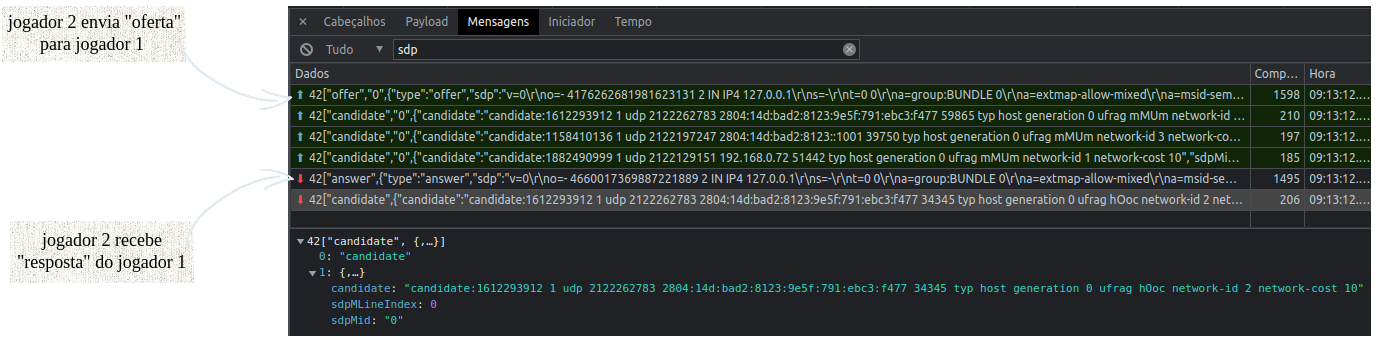 jogador 2 envia "oferta"
para jogador 1
jogador 2 recebe
"resposta" do jogador 1
× Cabeçalhos Payload Mensagens Iniciador Tempo
Tudo ▼ sdp
Dados Comp… Hora
42["offer","0",{"type":"offer","sdp":"v=0\r\no=- 4176262681981623131 2 IN IP4 127.0.0.1\r\ns=-\r\nt=0 0\r\na=group:BUNDLE 0\r\na=extmap-allow-mixed\r\na=msid-sem… 1598 09:13:12.…
42["candidate","0",{"candidate":"candidate:1612293912 1 udp 2122262783 2804:14d:bad2:8123:9e5f:791:ebc3:f477 59865 typ host generation 0 ufrag mMUm network-id … 210 09:13:12.…
42["candidate","0",{"candidate":"candidate:1158410136 1 udp 2122197247 2804:14d:bad2:8123::1001 39750 typ host generation 0 ufrag mMUm network-id 3 network-co… 197 09:13:12.…
42["candidate","0",{"candidate":"candidate:1882490999 1 udp 2122129151 192.168.0.72 51442 typ host generation 0 ufrag mMUm network-id 1 network-cost 10","sdpMi… 185 09:13:12.…
42["answer",{"type":"answer","sdp":"v=0\r\no=- 4660017369887221889 2 IN IP4 127.0.0.1\r\ns=-\r\nt=0 0\r\na=group:BUNDLE 0\r\na=extmap-allow-mixed\r\na=msid-se… 1495 09:13:12.…
42["candidate",{"candidate":"candidate:1612293912 1 udp 2122262783 2804:14d:bad2:8123:9e5f:791:ebc3:f477 34345 typ host generation 0 ufrag hOoc network-id 2 net… 206 09:13:12.…
▼42["candidate", {,…}]
0: "candidate"
▼1: {,…}
candidate: "candidate:1612293912 1 udp 2122262783 2804:14d:bad2:8123:9e5f:791:ebc3:f477 34345 typ host generation 0 ufrag hOoc network-id 2 network-cost 10"
sdpMLineIndex: 0
sdpMid: "0"